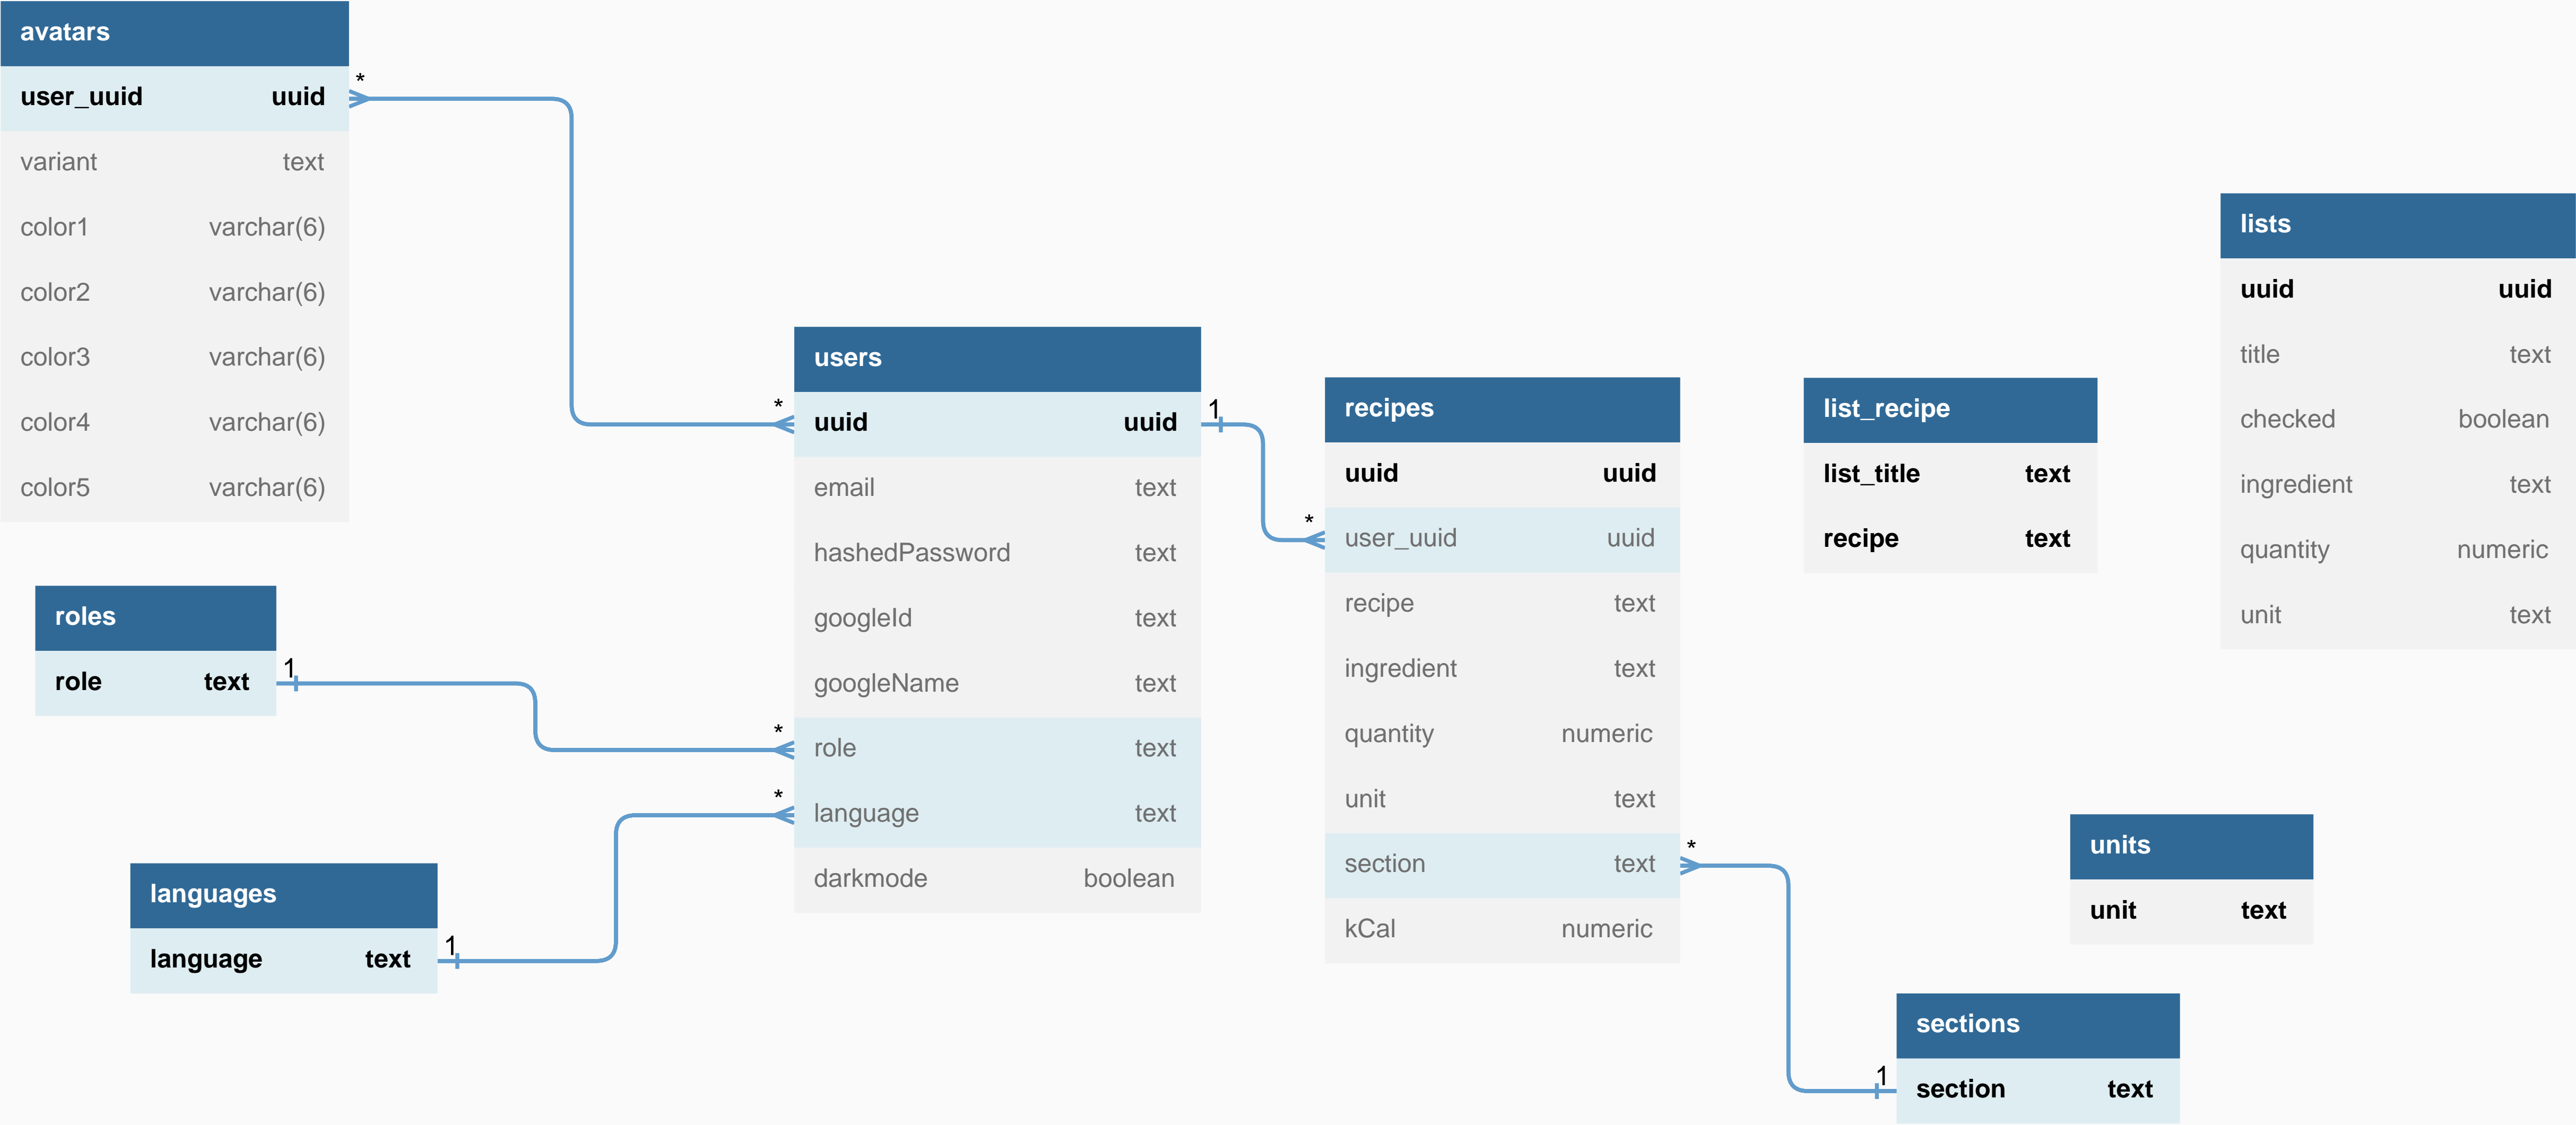 avatars
user_uuid uuid
variant text
color1 varchar(6)
color2 varchar(6)
color3 varchar(6)
color4 varchar(6)
color5 varchar(6)
*
*
roles
role text
1
*
languages
language text
1
*
users
uuid uuid
email text
hashedPassword text
googleId text
googleName text
role text
language text
darkmode boolean
1
*
recipes
uuid uuid
user_uuid uuid
recipe text
ingredient text
quantity numeric
unit text
section text
kCal numeric
*
1
list_recipe
list_title text
recipe text
lists
uuid uuid
title text
checked boolean
ingredient text
quantity numeric
unit text
units
unit text
sections
section text